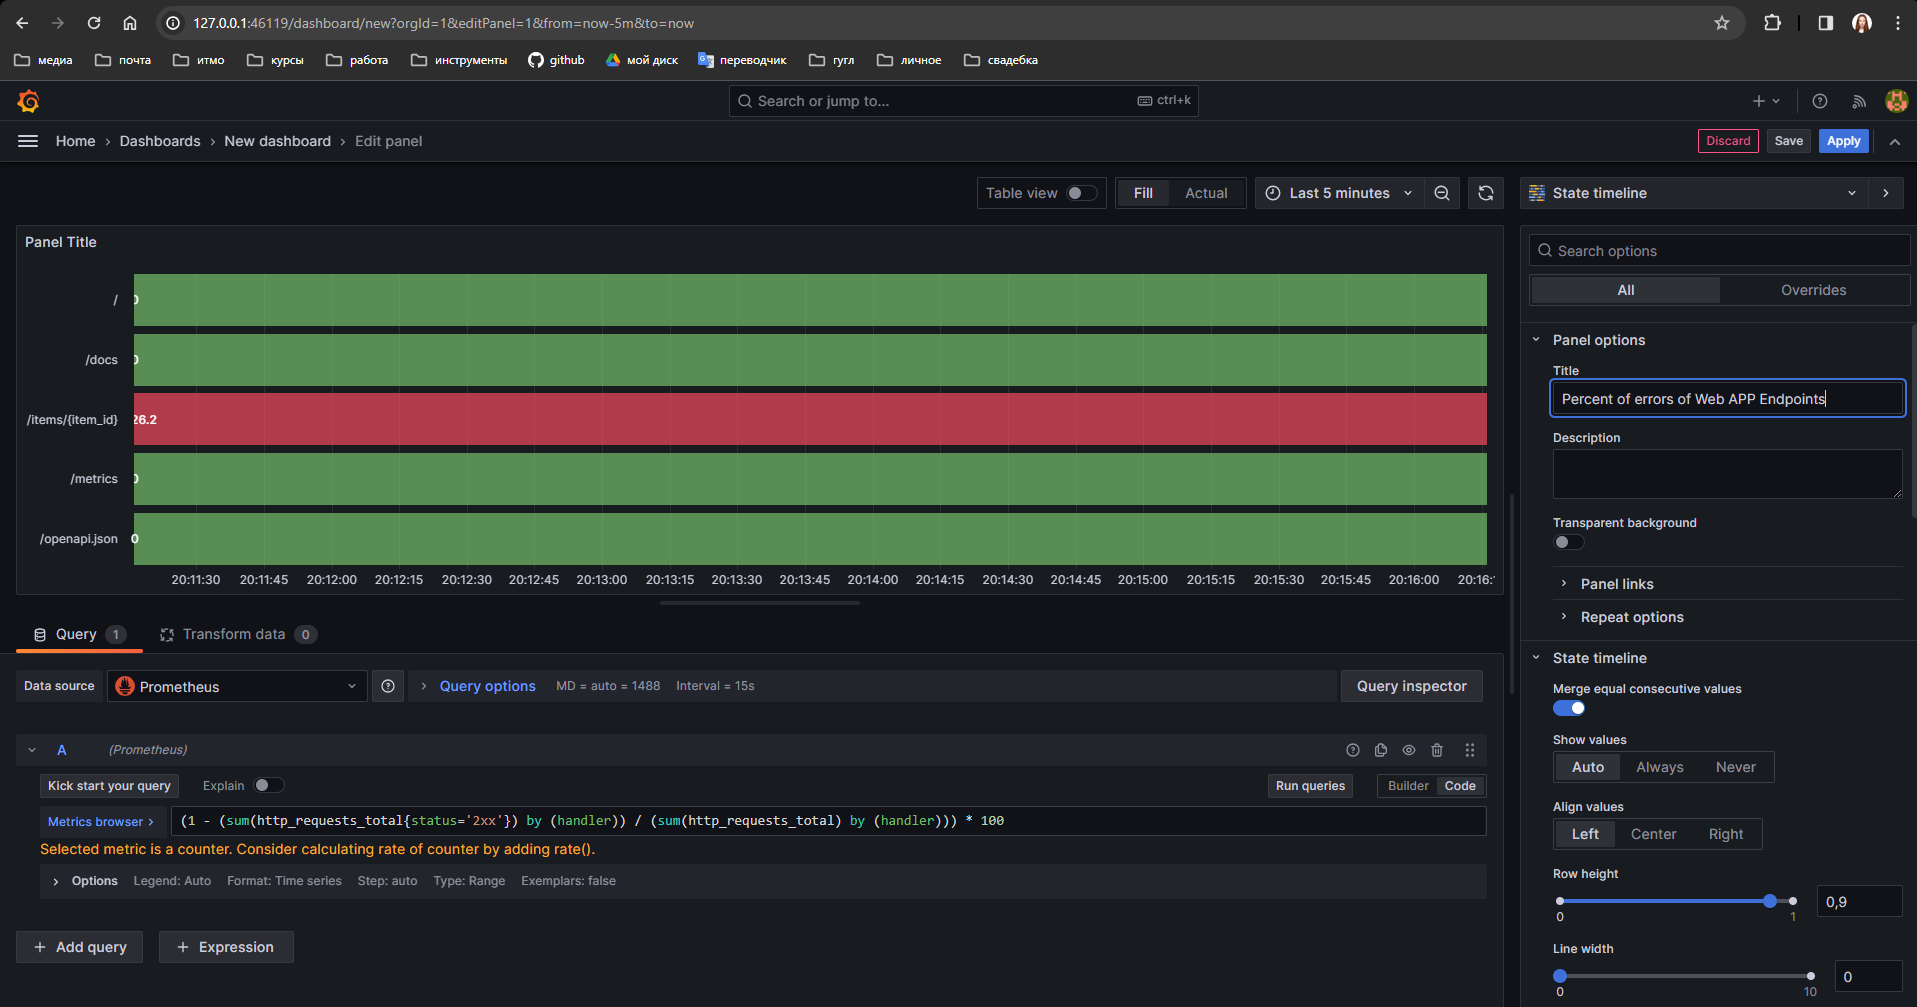 127.0.0.1:46119/dashboard/new?orgId=1&editPanel=1&from=now-5m&to=now
медиа почта итмо курсы работа инструменты github мой диск переводчик гугл личное свадебка
Search or jump to... ctrl+k
Home › Dashboards › New dashboard › Edit panel Discard Save Apply
Table view Fill Actual Last 5 minutes State timeline
Panel Title
Search options
All Overrides
/ 0
/docs 0
/items/{item_id} 26.2
/metrics 0
/openapi.json 0
20:11:30 20:11:45 20:12:00 20:12:15 20:12:30 20:12:45 20:13:00 20:13:15 20:13:30 20:13:45 20:14:00 20:14:15 20:14:30 20:14:45 20:15:00 20:15:15 20:15:30 20:15:45 20:16:00 20:16:
Query 1 Transform data 0
Data source Prometheus Query options MD = auto = 1488 Interval = 15s Query inspector
A (Prometheus)
Kick start your query Explain Run queries Builder Code
Metrics browser > (1 - (sum(http_requests_total{status='2xx'}) by (handler)) / (sum(http_requests_total) by (handler))) * 100
Selected metric is a counter. Consider calculating rate of counter by adding rate().
Options Legend: Auto Format: Time series Step: auto Type: Range Exemplars: false
+ Add query + Expression
Panel options
Title
Percent of errors of Web APP Endpoints
Description
Transparent background
Panel links
Repeat options
State timeline
Merge equal consecutive values
Show values
Auto Always Never
Align values
Left Center Right
Row height
0,9
0 1
Line width
0
0 10